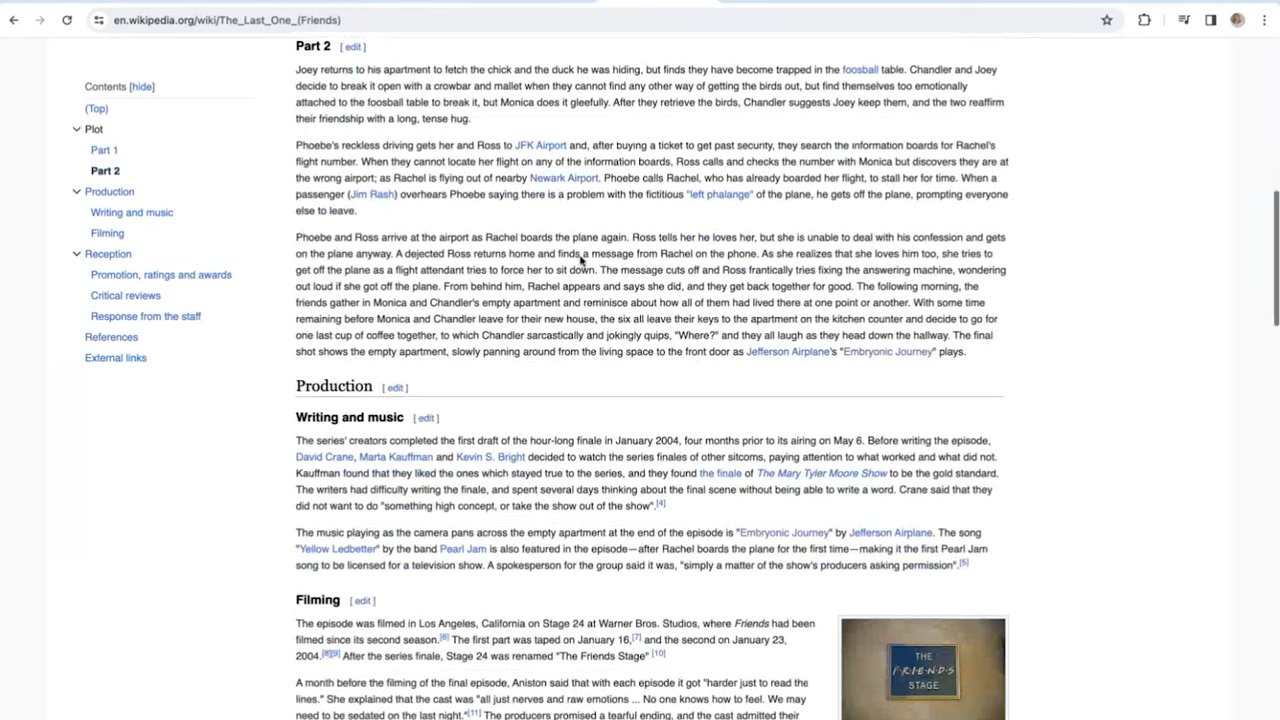 en.wikipedia.org/wiki/The_Last_One_(Friends)
Contents [hide]
(Top)
Plot
Part 1
Part 2
Production
Writing and music
Filming
Reception
Promotion, ratings and awards
Critical reviews
Response from the staff
References
External links
Part 2 [ edit ]
Joey returns to his apartment to fetch the chick and the duck he was hiding, but finds they have become trapped in the foosball table. Chandler and Joey
decide to break it open with a crowbar and mallet when they cannot find any other way of getting the birds out, but they discover they are too emotionally
attached to the foosball table to break it, but Monica does it gleefully. After they retrieve the birds, Chandler suggests Joey keep them, and the two reaffirm
their friendship with a long, tense hug.
Phoebe's reckless driving gets her and Ross to JFK Airport and, after buying a ticket to get past security, they search the information boards for Rachel's
flight number. When they cannot locate her flight on any of the information boards, Ross calls and checks the number with Monica but discovers they are at
the wrong airport; as Rachel is flying out of nearby Newark Airport. Phoebe calls Rachel, who has already boarded her flight, to stall her for time. When a
passenger (Jim Rash) overhears Phoebe saying there is a problem with the fictitious "left phalange" of the plane, he gets off the plane, prompting everyone
else to leave.
Phoebe and Ross arrive at the airport as Rachel boards the plane again. Ross tells her he loves her, but she is unable to deal with his confession and gets
on the plane anyway. A dejected Ross returns home and finds a message from Rachel on the phone. As she realizes that she loves him too, she tries to
get off the plane as a flight attendant tries to force her to sit down. The message cuts off and Ross frantically tries fixing the answering machine, wondering
out loud if she got off the plane. From behind him, Rachel appears and says she did, and they get back together for good. The following morning, the
friends gather in Monica and Chandler's empty apartment and reminisce about how all of them had lived there at one point or another. With some time
remaining before Monica and Chandler leave for their new house, the six all leave their keys to the apartment on the kitchen counter and decide to go for
one last cup of coffee together, to which Chandler sarcastically and jokingly quips, "Where?" and they all laugh as they head down the hallway. The final
shot shows the empty apartment, slowly panning around from the living space to the front door as Jefferson Airplane's "Embryonic Journey" plays.
Production [ edit ]
Writing and music [ edit ]
The series' creators completed the first draft of the hour-long finale in January 2004, four months prior to its airing on May 6. Before writing the episode,
David Crane, Marta Kauffman and Kevin S. Bright decided to watch the series finales of other sitcoms, paying attention to what worked and what did not.
Kauffman found that they liked the ones which stayed true to the series, and they found the finale of The Mary Tyler Moore Show to be the gold standard.
The writers had difficulty writing the finale, and spent several days thinking about the final scene without being able to write a word. Crane said that they
did not want to do "something high concept, or take the show out of the show".[4]
The music playing as the camera pans across the empty apartment at the end of the episode is "Embryonic Journey" by Jefferson Airplane. The song
"Yellow Ledbetter" by the band Pearl Jam is also featured in the episode—after Rachel boards the plane for the first time—making it the first Pearl Jam
song to be licensed for a television show. A spokesperson for the group said it was, "simply a matter of the show's producers asking permission".[5]
Filming [ edit ]
The episode was filmed in Los Angeles, California on Stage 24 at Warner Bros. Studios, where Friends had been
filmed since its second season.[6] The first part was taped on January 16,[7] and the second on January 23,
2004.[8][9] After the series finale, Stage 24 was renamed "The Friends Stage" [10]
A month before the filming of the final episode, Aniston said that with each episode it got "harder just to read the
lines." She explained that the cast was "all just nerves and raw emotions ... No one knows how to feel. We may
need to be sedated on the last night."[11] The producers promised a tearful ending, and the cast admitted their
THE
F·R·I·E·N·D·S
STAGE